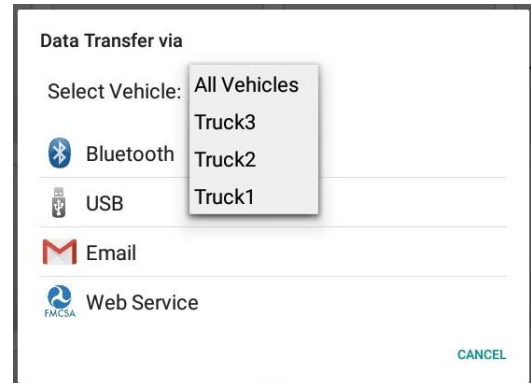 Data Transfer via
Select Vehicle: All Vehicles
Truck3
Bluetooth Truck2
USB Truck1
Email
FMCSA Web Service
CANCEL